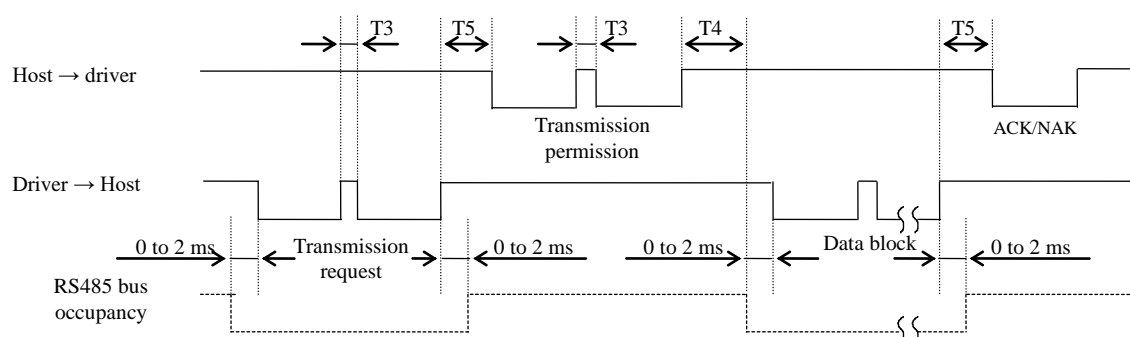 T3
T5
T3
T4
T5
Host → driver
Transmission
permission
ACK/NAK
Driver → Host
0 to 2 ms
Transmission
request
0 to 2 ms
0 to 2 ms
Data block
0 to 2 ms
RS485 bus
occupancy